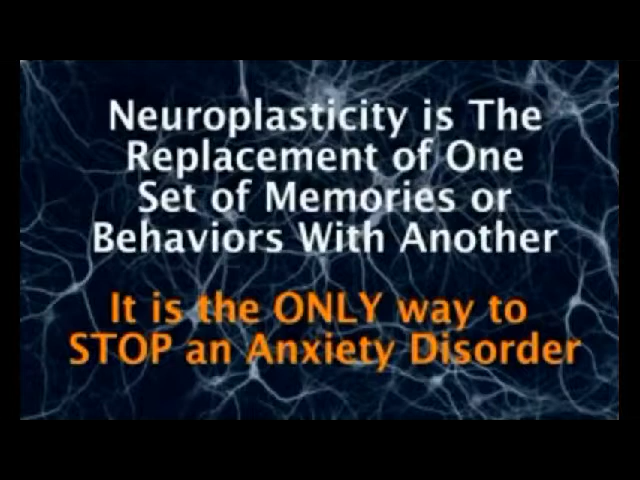 Neuroplasticity is The
Replacement of One
Set of Memories or
Behaviors With Another
It is the ONLY way to
STOP an Anxiety Disorder